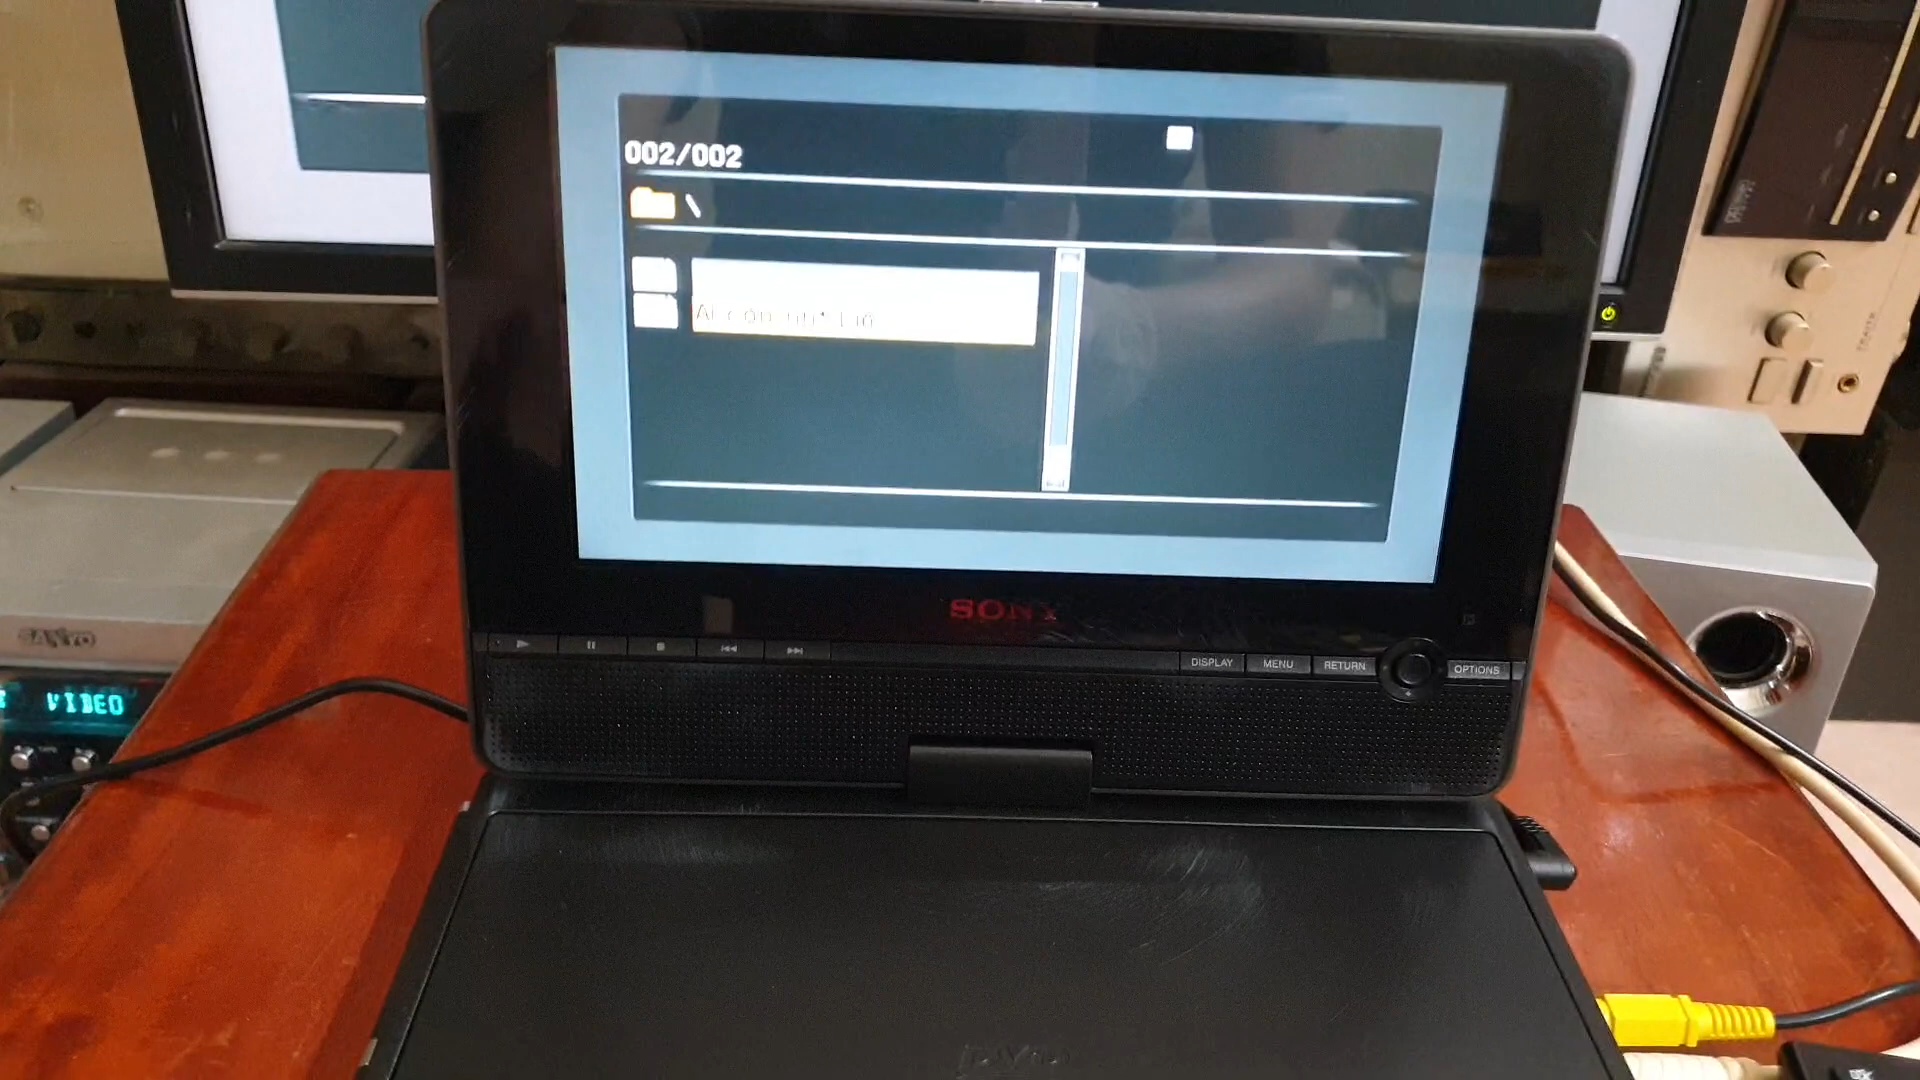 002/002
\
SONY
DISPLAY
MENU
RETURN
OPTIONS
SANYO
VIDEO